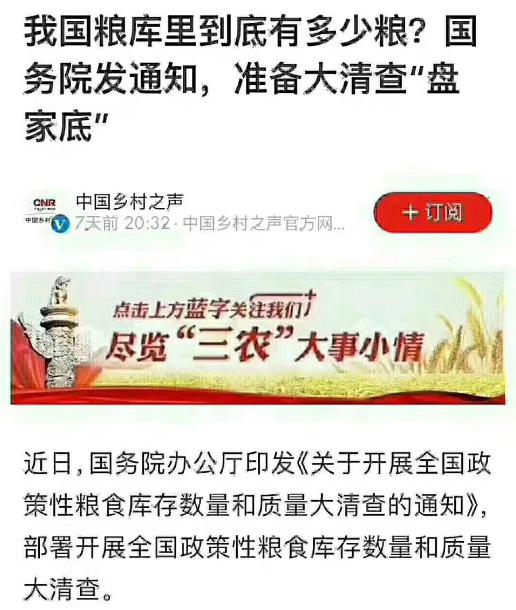 我国粮库里到底有多少粮？国
务院发通知，准备大清查“盘
家底”
CNR
中国乡村之声
7天前 20:32 · 中国乡村之声官方网...
＋订阅
点击上方蓝字关注我们
尽览“三农”大事小情
近日，国务院办公厅印发《关于开展全国政
策性粮食库存数量和质量大清查的通知》，
部署开展全国政策性粮食库存数量和质量
大清查。